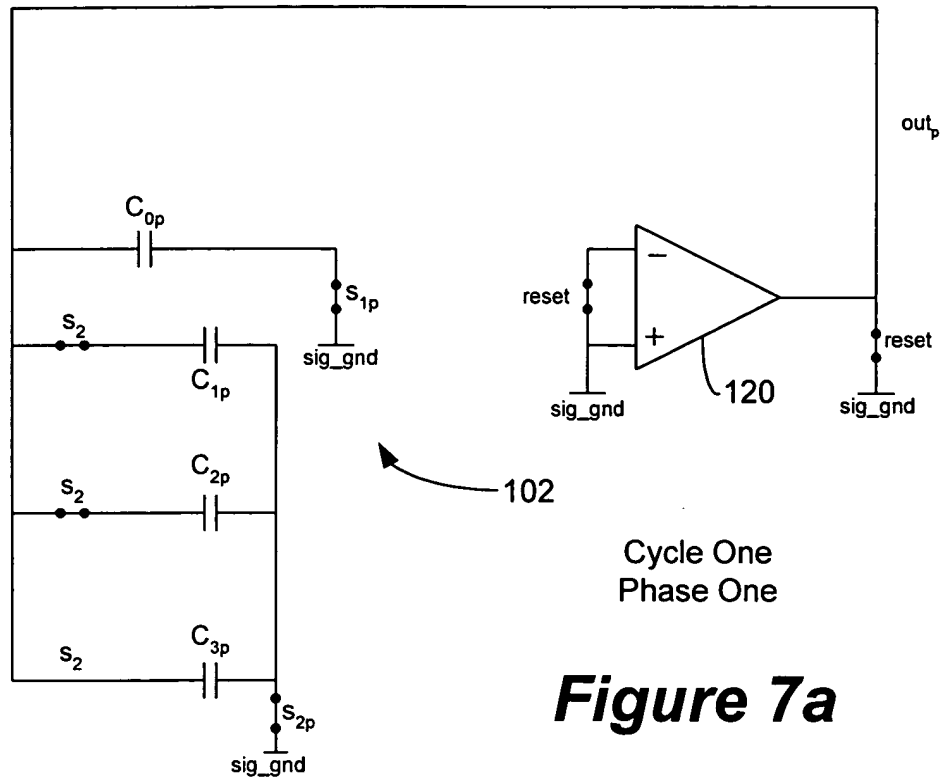 out_p
C_0p
s_1p
sig_gnd
reset
−
+
sig_gnd
120
reset
sig_gnd
s_2
C_1p
102
s_2
C_2p
Cycle One
Phase One
s_2
C_3p
s_2p
sig_gnd
Figure 7a